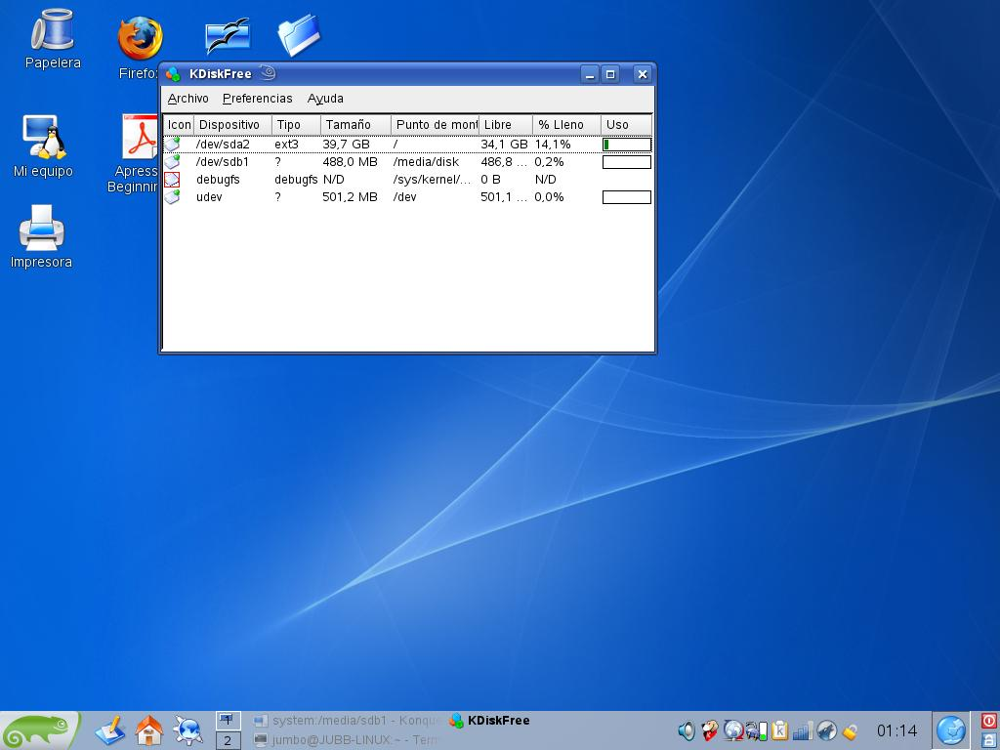 Papelera
Firefo
KDiskFree
Archivo Preferencias Ayuda
Icon Dispositivo Tipo Tamaño Punto de mont Libre % Lleno Uso
/dev/sda2 ext3 39,7 GB / 34,1 GB 14,1%
/dev/sdb1 ? 488,0 MB /media/disk 486,8 ... 0,2%
debugfs debugfs N/D /sys/kernel/... 0 B N/D
udev ? 501,2 MB /dev 501,1 ... 0,0%
Mi equipo
Apress
Beginnin
Impresora
2
system:/media/sdb1 - Konque
jumbo@JUBB-LINUX:~ - Term
KDiskFree
01:14